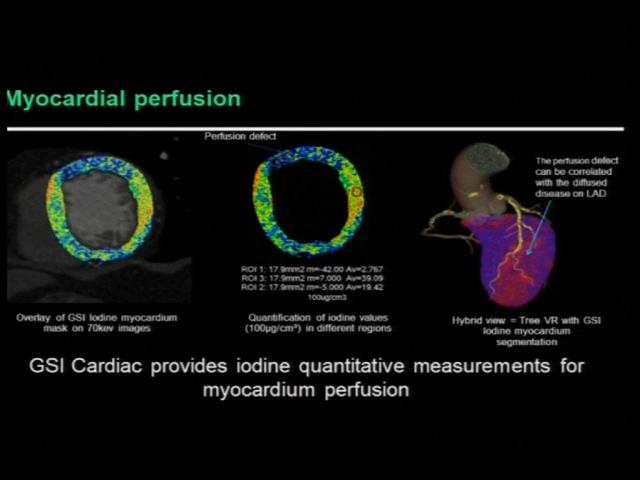 Myocardial perfusion
Perfusion defect
The perfusion defect
can be correlated
with the diffused
disease on LAD
ROI 1: 17.9mm2 m=-42.00 Av=2.767
ROI 3: 17.9mm2 m=7.000 Av=39.09
ROI 2: 17.9mm2 m=-5.000 Av=19.42
100ug/cm3
Overlay of GSI Iodine myocardium
mask on 70kev images
Quantification of iodine values
(100µg/cm³) in different regions
Hybrid view = Tree VR with GSI
Iodine myocardium
segmentation
GSI Cardiac provides iodine quantitative measurements for
myocardium perfusion